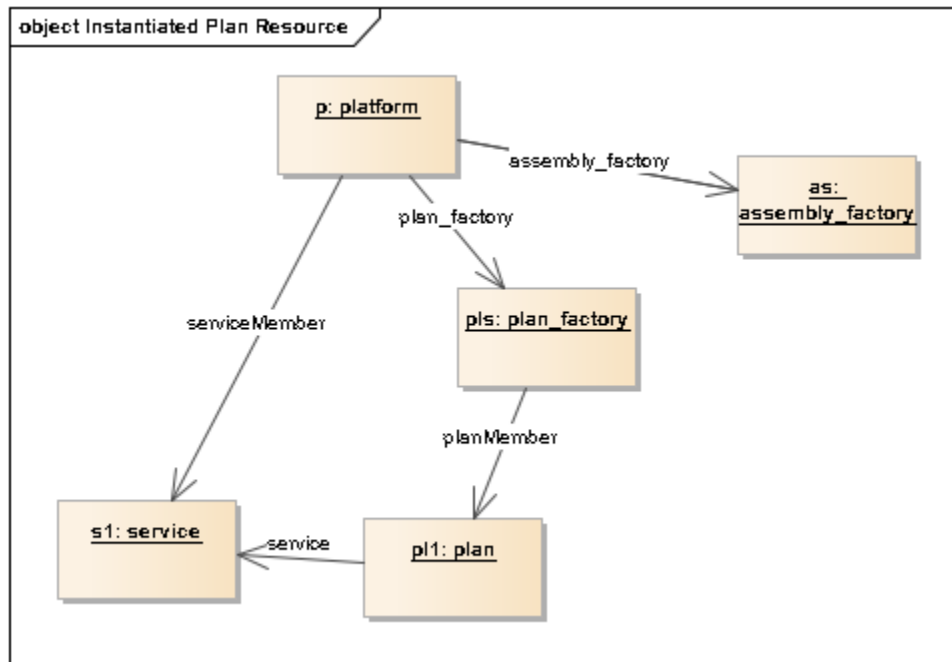 object Instantiated Plan Resource
p: platform
assembly_factory
as:
assembly_factory
plan_factory
serviceMember
pls: plan_factory
planMember
s1: service
service
pl1: plan